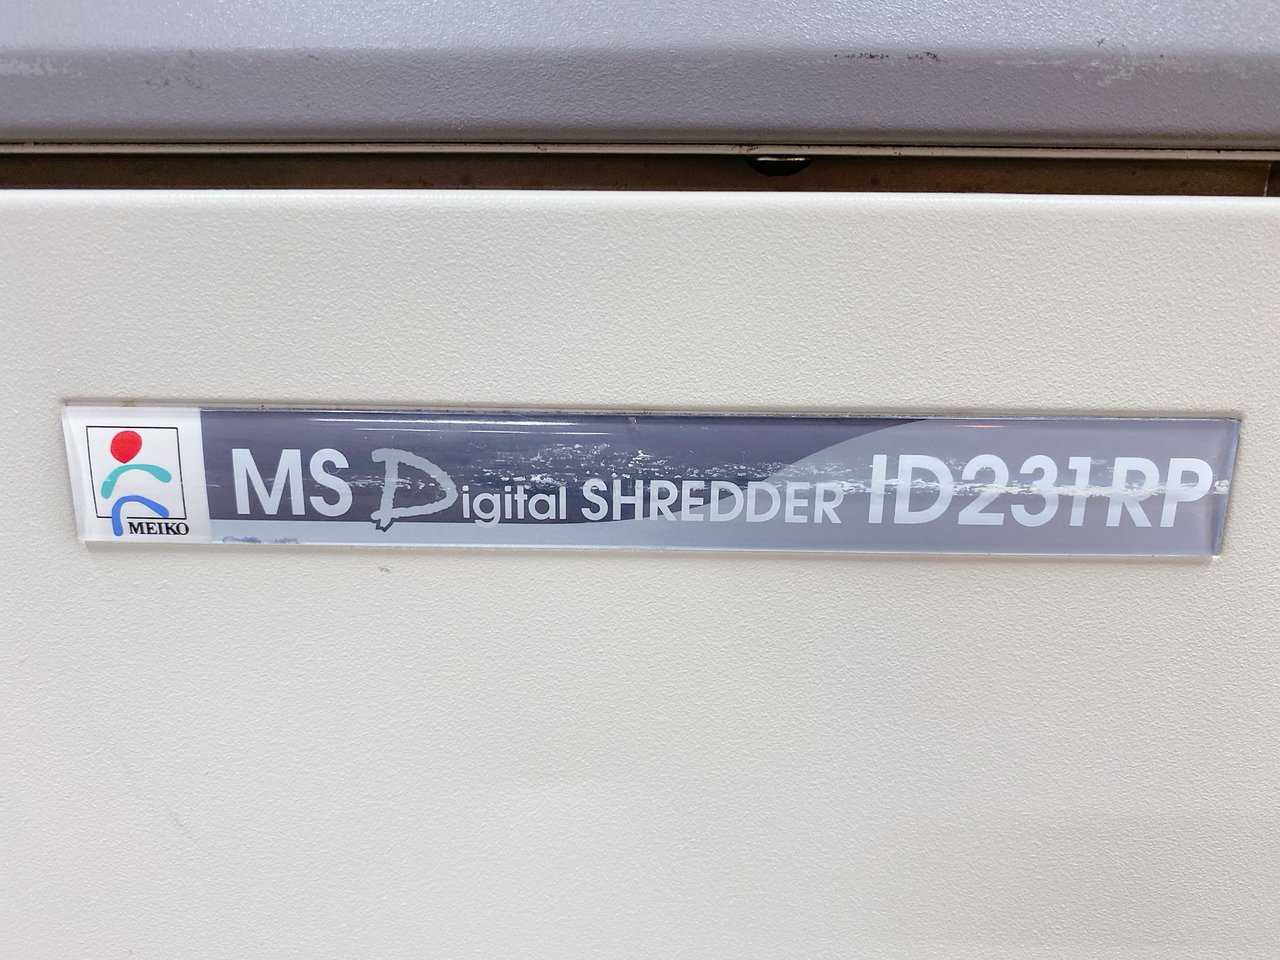 MEIKO
MS Digital SHREDDER ID231RP